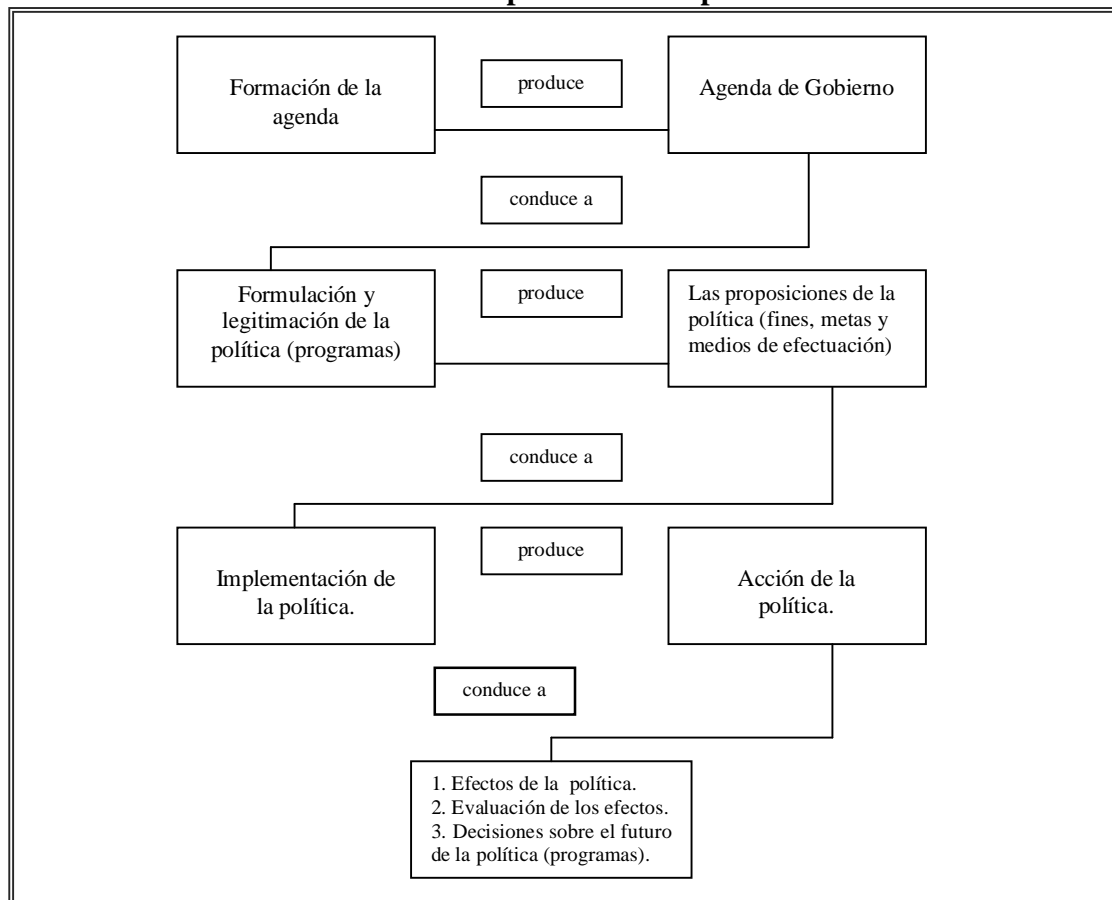 Formación de la
agenda
produce
Agenda de Gobierno
conduce a
Formulación y
legitimación de la
política (programas)
produce
Las proposiciones de la
política (fines, metas y
medios de efectuación)
conduce a
Implementación de
la política.
produce
Acción de la
política.
conduce a
1. Efectos de la  política.
2. Evaluación de los efectos.
3. Decisiones sobre el futuro
de la política (programas).